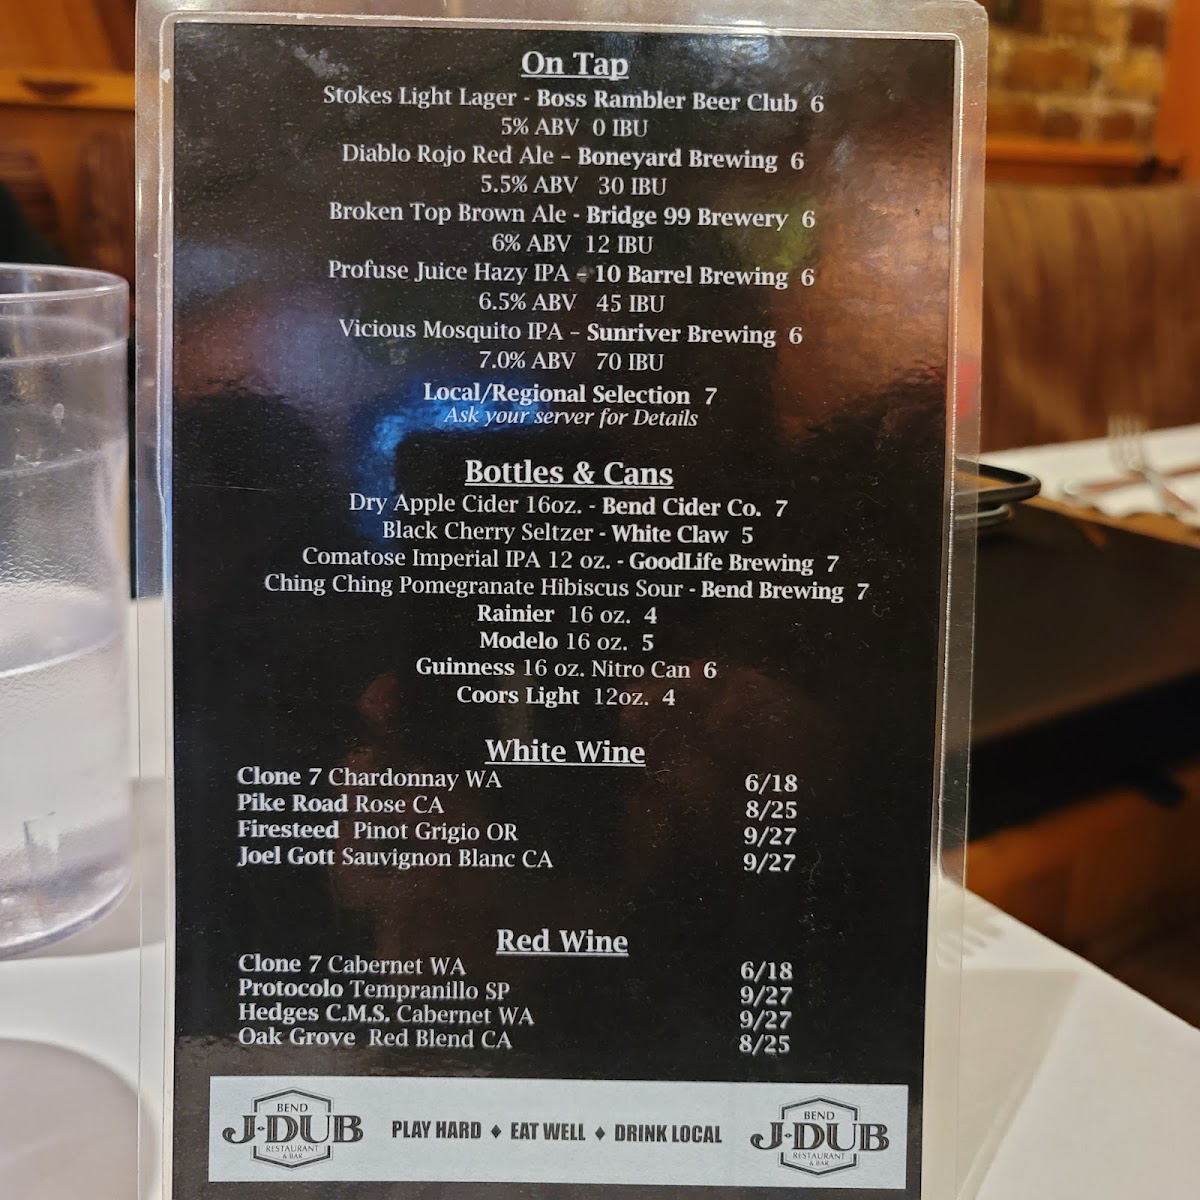 On Tap
Stokes Light Lager - Boss Rambler Beer Club 6
5% ABV 0 IBU
Diablo Rojo Red Ale – Boneyard Brewing 6
5.5% ABV 30 IBU
Broken Top Brown Ale - Bridge 99 Brewery 6
6% ABV 12 IBU
Profuse Juice Hazy IPA – 10 Barrel Brewing 6
6.5% ABV 45 IBU
Vicious Mosquito IPA – Sunriver Brewing 6
7.0% ABV 70 IBU
Local/Regional Selection 7
Ask your server for Details
Bottles & Cans
Dry Apple Cider 16oz. - Bend Cider Co. 7
Black Cherry Seltzer - White Claw 5
Comatose Imperial IPA 12 oz. - GoodLife Brewing 7
Ching Ching Pomegranate Hibiscus Sour - Bend Brewing 7
Rainier 16 oz. 4
Modelo 16 oz. 5
Guinness 16 oz. Nitro Can 6
Coors Light 12oz. 4
White Wine
Clone 7 Chardonnay WA 6/18
Pike Road Rose CA 8/25
Firesteed Pinot Grigio OR 9/27
Joel Gott Sauvignon Blanc CA 9/27
Red Wine
Clone 7 Cabernet WA 6/18
Protocolo Tempranillo SP 9/27
Hedges C.M.S. Cabernet WA 9/27
Oak Grove Red Blend CA 8/25
BEND
J•DUB
RESTAURANT
& BAR
PLAY HARD ♦ EAT WELL ♦ DRINK LOCAL
BEND
J•DUB
RESTAURANT
& BAR